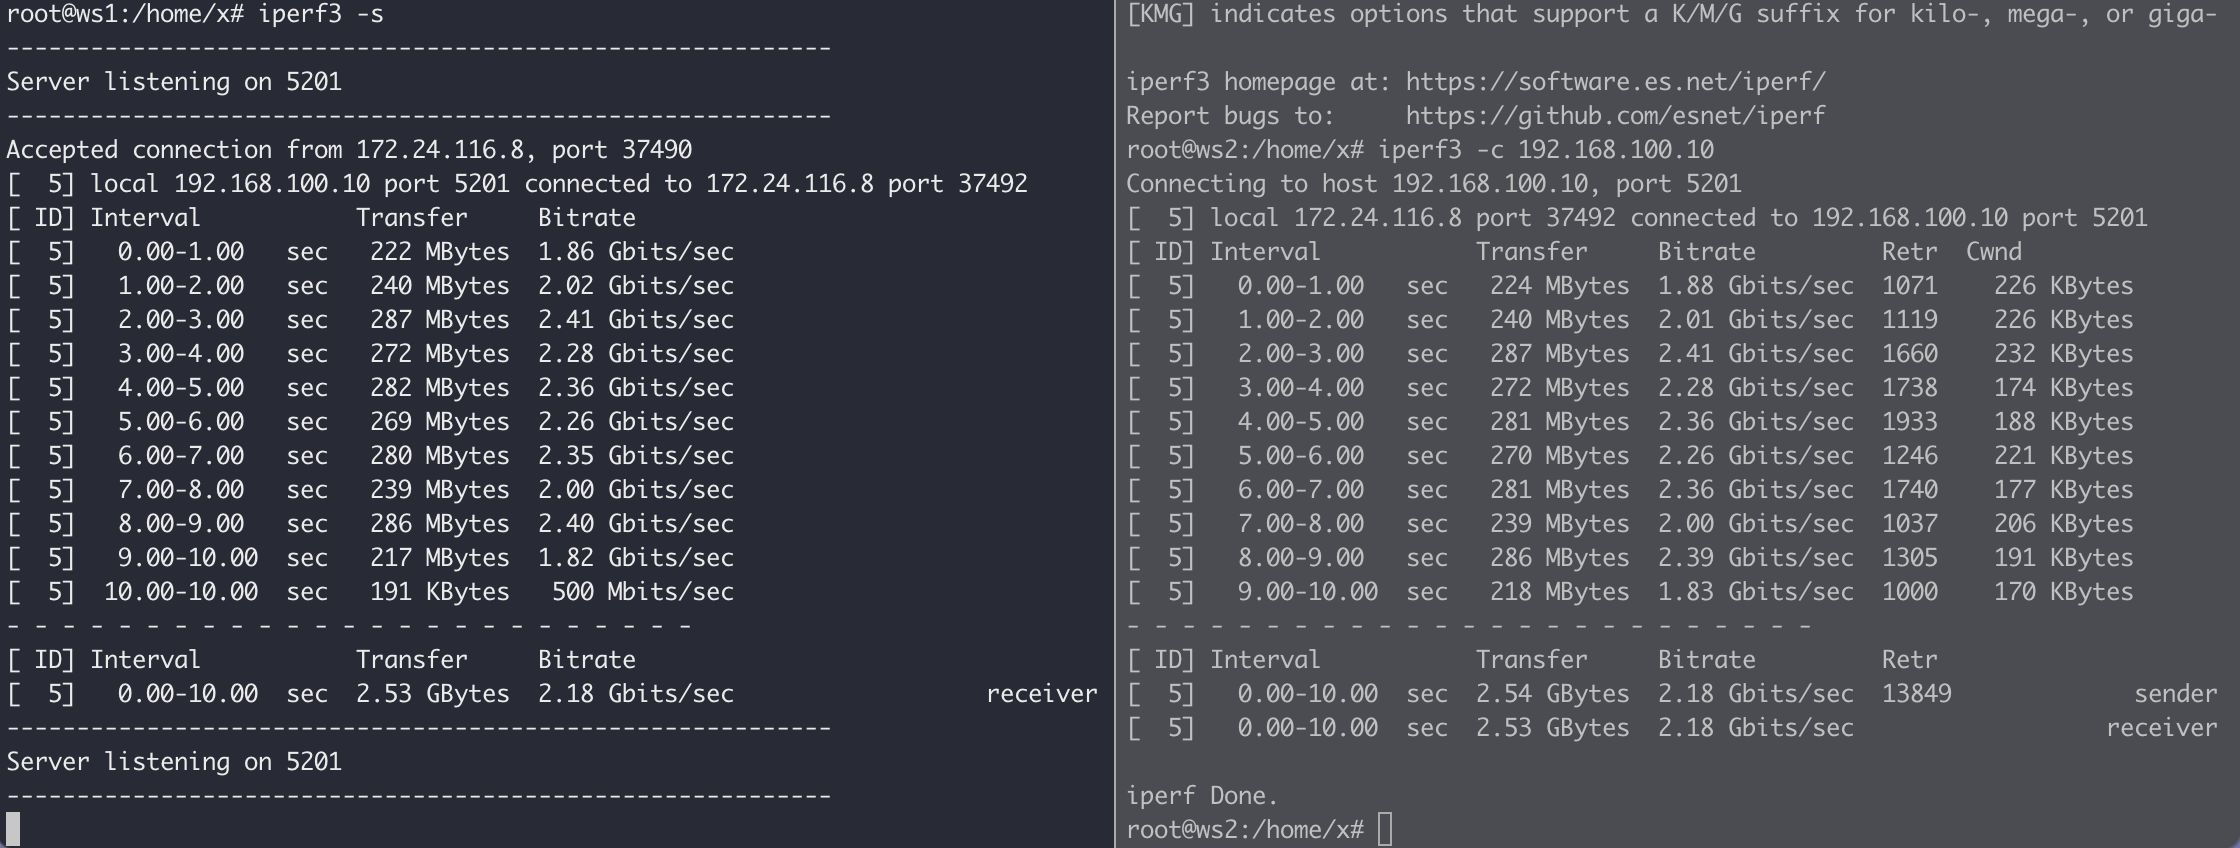 root@ws1:/home/x# iperf3 -s
-----------------------------------------------------------
Server listening on 5201
-----------------------------------------------------------
Accepted connection from 172.24.116.8, port 37490
[  5] local 192.168.100.10 port 5201 connected to 172.24.116.8 port 37492
[ ID] Interval           Transfer     Bitrate
[  5]   0.00-1.00   sec   222 MBytes  1.86 Gbits/sec
[  5]   1.00-2.00   sec   240 MBytes  2.02 Gbits/sec
[  5]   2.00-3.00   sec   287 MBytes  2.41 Gbits/sec
[  5]   3.00-4.00   sec   272 MBytes  2.28 Gbits/sec
[  5]   4.00-5.00   sec   282 MBytes  2.36 Gbits/sec
[  5]   5.00-6.00   sec   269 MBytes  2.26 Gbits/sec
[  5]   6.00-7.00   sec   280 MBytes  2.35 Gbits/sec
[  5]   7.00-8.00   sec   239 MBytes  2.00 Gbits/sec
[  5]   8.00-9.00   sec   286 MBytes  2.40 Gbits/sec
[  5]   9.00-10.00  sec   217 MBytes  1.82 Gbits/sec
[  5]  10.00-10.00  sec   191 KBytes   500 Mbits/sec
- - - - - - - - - - - - - - - - - - - - - - - - -
[ ID] Interval           Transfer     Bitrate
[  5]   0.00-10.00  sec  2.53 GBytes  2.18 Gbits/sec                  receiver
-----------------------------------------------------------
Server listening on 5201
-----------------------------------------------------------
[KMG] indicates options that support a K/M/G suffix for kilo-, mega-, or giga-
iperf3 homepage at: https://software.es.net/iperf/
Report bugs to:     https://github.com/esnet/iperf
root@ws2:/home/x# iperf3 -c 192.168.100.10
Connecting to host 192.168.100.10, port 5201
[  5] local 172.24.116.8 port 37492 connected to 192.168.100.10 port 5201
[ ID] Interval           Transfer     Bitrate         Retr  Cwnd
[  5]   0.00-1.00   sec   224 MBytes  1.88 Gbits/sec  1071    226 KBytes
[  5]   1.00-2.00   sec   240 MBytes  2.01 Gbits/sec  1119    226 KBytes
[  5]   2.00-3.00   sec   287 MBytes  2.41 Gbits/sec  1660    232 KBytes
[  5]   3.00-4.00   sec   272 MBytes  2.28 Gbits/sec  1738    174 KBytes
[  5]   4.00-5.00   sec   281 MBytes  2.36 Gbits/sec  1933    188 KBytes
[  5]   5.00-6.00   sec   270 MBytes  2.26 Gbits/sec  1246    221 KBytes
[  5]   6.00-7.00   sec   281 MBytes  2.36 Gbits/sec  1740    177 KBytes
[  5]   7.00-8.00   sec   239 MBytes  2.00 Gbits/sec  1037    206 KBytes
[  5]   8.00-9.00   sec   286 MBytes  2.39 Gbits/sec  1305    191 KBytes
[  5]   9.00-10.00  sec   218 MBytes  1.83 Gbits/sec  1000    170 KBytes
- - - - - - - - - - - - - - - - - - - - - - - - -
[ ID] Interval           Transfer     Bitrate         Retr
[  5]   0.00-10.00  sec  2.54 GBytes  2.18 Gbits/sec  13849             sender
[  5]   0.00-10.00  sec  2.53 GBytes  2.18 Gbits/sec                  receiver
iperf Done.
root@ws2:/home/x#